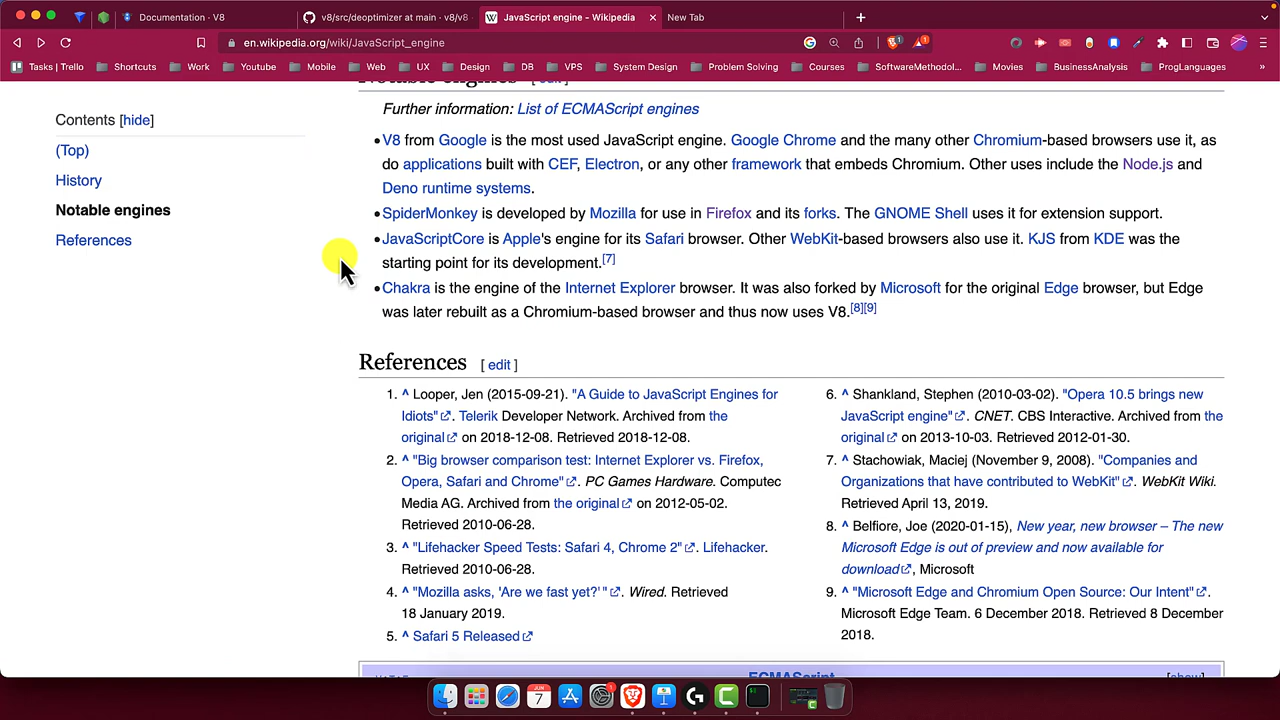 Documentation · V8
v8/src/deoptimizer at main · v8/v8
JavaScript engine - Wikipedia
New Tab
en.wikipedia.org/wiki/JavaScript_engine
1
1
Tasks | Trello
Shortcuts
Work
Youtube
Mobile
Web
UX
Design
DB
VPS
System Design
Problem Solving
Courses
SoftwareMethodol...
Movies
BusinessAnalysis
ProgLanguages
»
Contents [hide]
(Top)
History
Notable engines
References
Notable engines [edit]
Further information: List of ECMAScript engines
• V8 from Google is the most used JavaScript engine. Google Chrome and the many other Chromium-based browsers use it, as
do applications built with CEF, Electron, or any other framework that embeds Chromium. Other uses include the Node.js and
Deno runtime systems.
• SpiderMonkey is developed by Mozilla for use in Firefox and its forks. The GNOME Shell uses it for extension support.
• JavaScriptCore is Apple's engine for its Safari browser. Other WebKit-based browsers also use it. KJS from KDE was the
starting point for its development.[7]
• Chakra is the engine of the Internet Explorer browser. It was also forked by Microsoft for the original Edge browser, but Edge
was later rebuilt as a Chromium-based browser and thus now uses V8.[8][9]
References [ edit ]
1. ^ Looper, Jen (2015-09-21). "A Guide to JavaScript Engines for
Idiots". Telerik Developer Network. Archived from the
original on 2018-12-08. Retrieved 2018-12-08.
2. ^ "Big browser comparison test: Internet Explorer vs. Firefox,
Opera, Safari and Chrome". PC Games Hardware. Computec
Media AG. Archived from the original on 2012-05-02.
Retrieved 2010-06-28.
3. ^ "Lifehacker Speed Tests: Safari 4, Chrome 2". Lifehacker.
Retrieved 2010-06-28.
4. ^ "Mozilla asks, 'Are we fast yet?' ". Wired. Retrieved
18 January 2019.
5. ^ Safari 5 Released
6. ^ Shankland, Stephen (2010-03-02). "Opera 10.5 brings new
JavaScript engine". CNET. CBS Interactive. Archived from the
original on 2013-10-03. Retrieved 2012-01-30.
7. ^ Stachowiak, Maciej (November 9, 2008). "Companies and
Organizations that have contributed to WebKit". WebKit Wiki.
Retrieved April 13, 2019.
8. ^ Belfiore, Joe (2020-01-15), New year, new browser – The new
Microsoft Edge is out of preview and now available for
download, Microsoft
9. ^ "Microsoft Edge and Chromium Open Source: Our Intent".
Microsoft Edge Team. 6 December 2018. Retrieved 8 December
2018.
ECMAScript
[show]
JUN
7
1